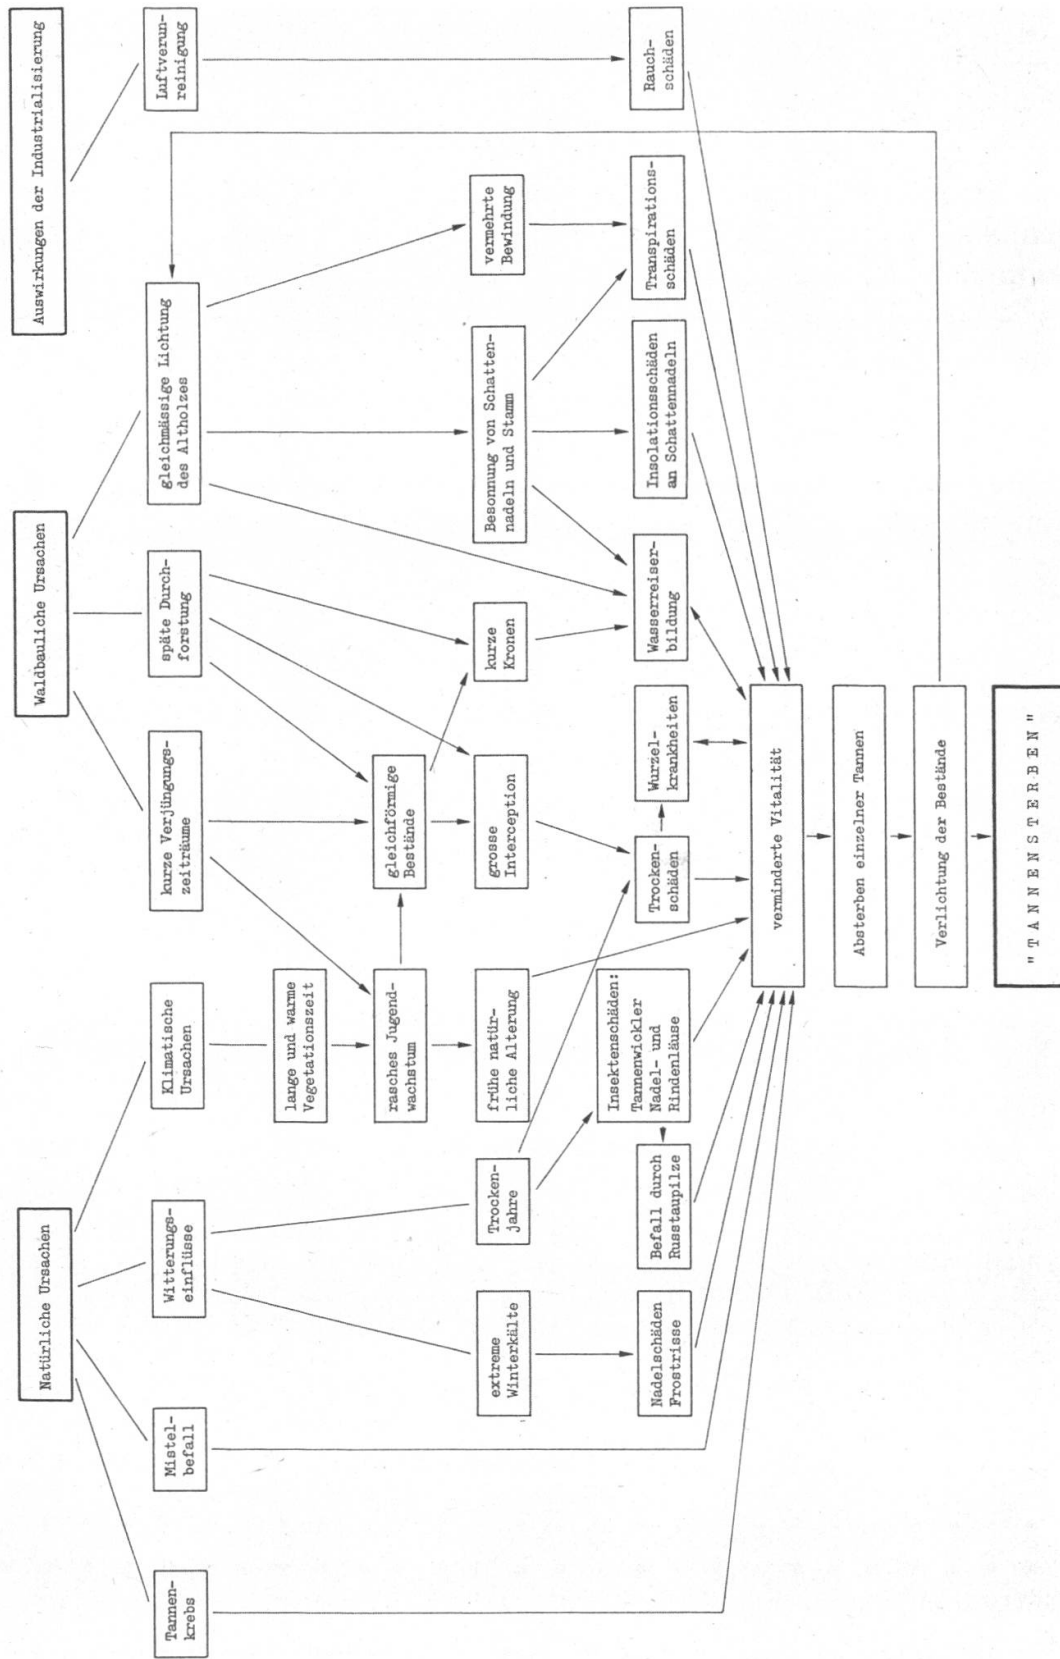 Natürliche Ursachen
Waldbauliche Ursachen
Auswirkungen der Industrialisierung
Tannen-
krebs
Mistel-
befall
Witterungs-
einflüsse
Klimatische
Ursachen
kurze Verjüngungs-
zeiträume
späte Durch-
forstung
gleichmässige Lichtung
des Altholzes
Luftverun-
reinigung
lange und warme
Vegetationszeit
rasches Jugend-
wachstum
gleichförmige
Bestände
extreme
Winterkälte
Trocken-
jahre
frühe natür-
liche Alterung
grosse
Interception
kurze
Kronen
Besonnung von Schatten-
nadeln und Stamm
vermehrte
Bewindung
Nadelschäden
Frostrisse
Befall durch
Russtaupilze
Insektenschäden:
Tannenwickler
Nadel- und
Rindenläuse
Trocken-
schäden
Wurzel-
krankheiten
Wasserreiser-
bildung
Insolationsschäden
an Schattennadeln
Transpirations-
schäden
Rauch-
schäden
verminderte Vitalität
Absterben einzelner Tannen
Verlichtung der Bestände
"TANNENSTERBEN"